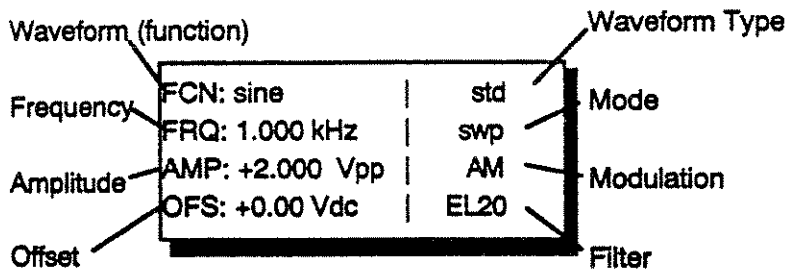 Waveform (function)
Waveform Type
FCN: sine | std
Frequency
Mode
FRQ: 1.000 kHz | swp
AMP: +2.000 Vpp | AM
Amplitude
Modulation
OFS: +0.00 Vdc | EL20
Offset
Filter